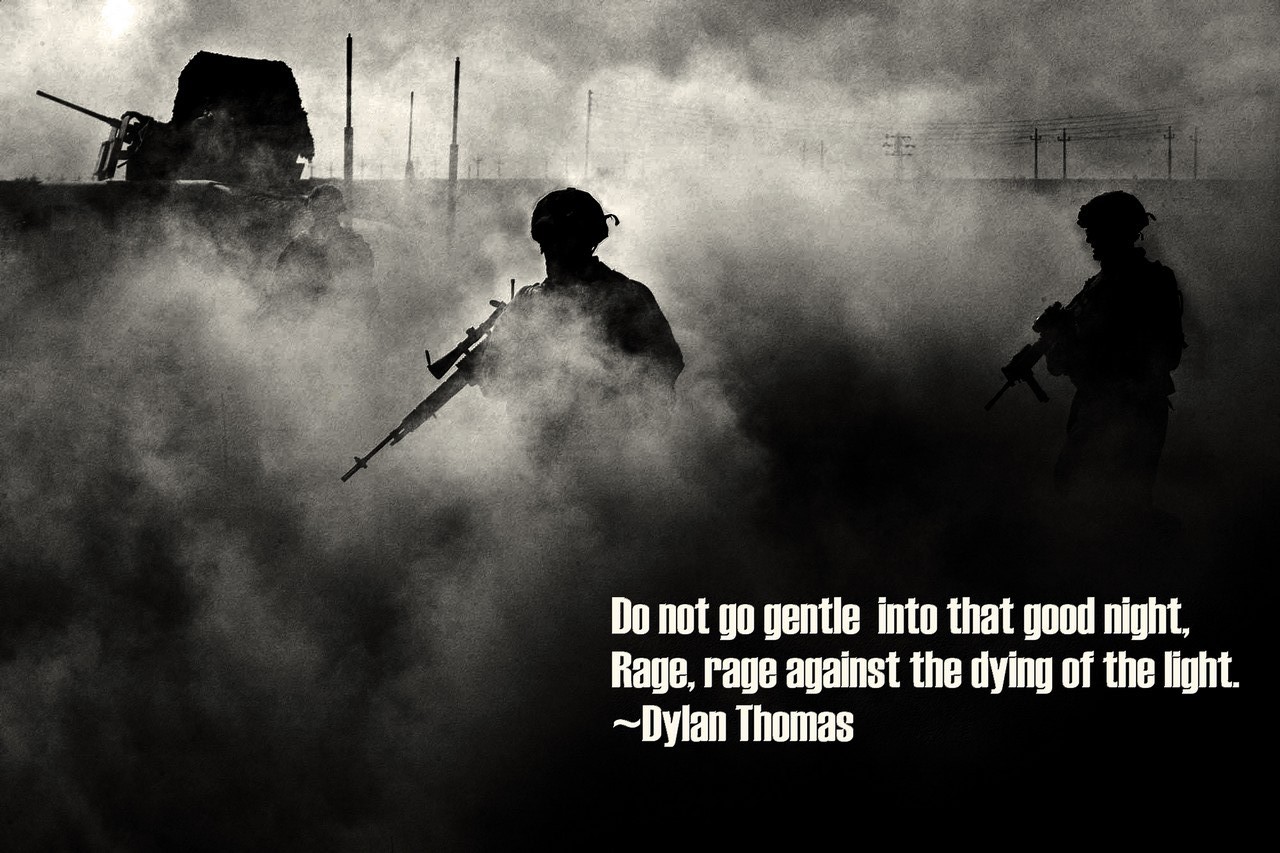 Do not go gentle into that good night,
Rage, rage against the dying of the light.
~Dylan Thomas